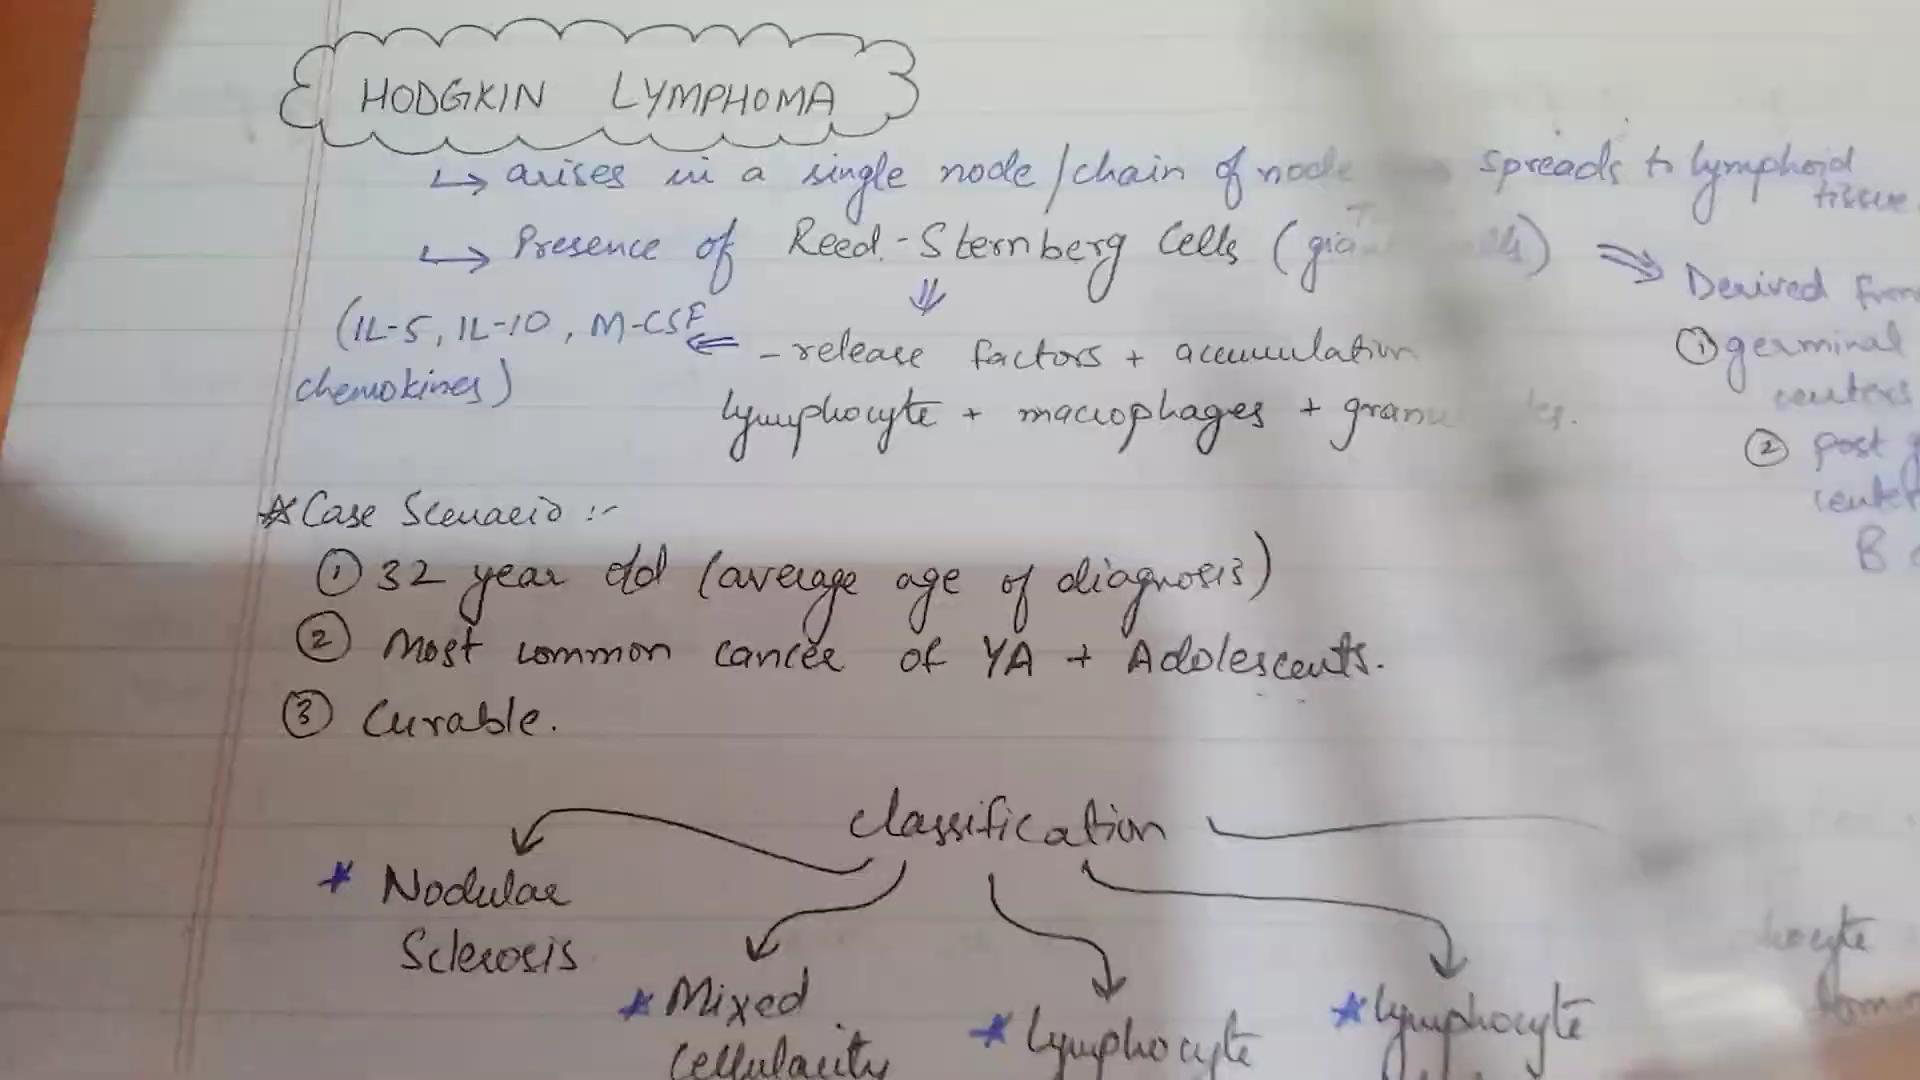 HODGKIN LYMPHOMA
↳ arises in a single node/chain of node spreads to lymphoid tissue.
↳ Presence of Reed-Sternberg Cells ( ⇒ Derived from
① germinal centers
② post
B
⇓
- release factors + accumulation
lymphocyte + macrophages +
⇐ (IL-5, IL-10, M-CSF
chemokines)
* Case Scenario :-
① 32 year old (average age of diagnosis)
② Most common cancer of YA + Adolescents.
③ Curable.
Classification
* Nodular
Sclerosis
* Mixed
Cellularity
* Lymphocyte
* Lymphocyte